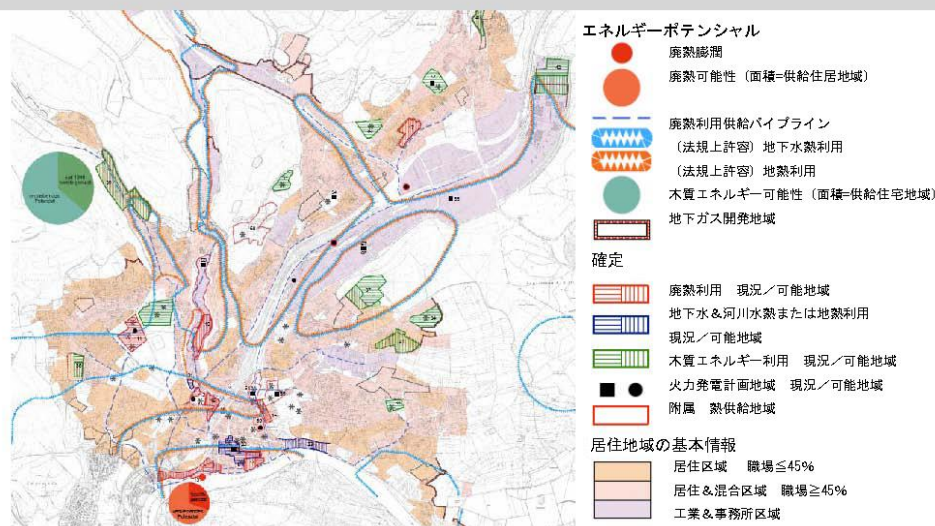 エネルギーポテンシャル
廃熱膨潤
廃熱可能性（面積=供給住居地域）
廃熱利用供給パイプライン
（法規上許容）地下水熱利用
（法規上許容）地熱利用
木質エネルギー可能性（面積=供給住宅地域）
地下ガス開発地域
確定
廃熱利用　現況／可能地域
地下水＆河川水熱または地熱利用
現況／可能地域
木質エネルギー利用　現況／可能地域
火力発電計画地域　現況／可能地域
附属　熱供給地域
居住地域の基本情報
居住区域　職場≦45%
居住＆混合区域　職場≧45%
工業＆事務所区域